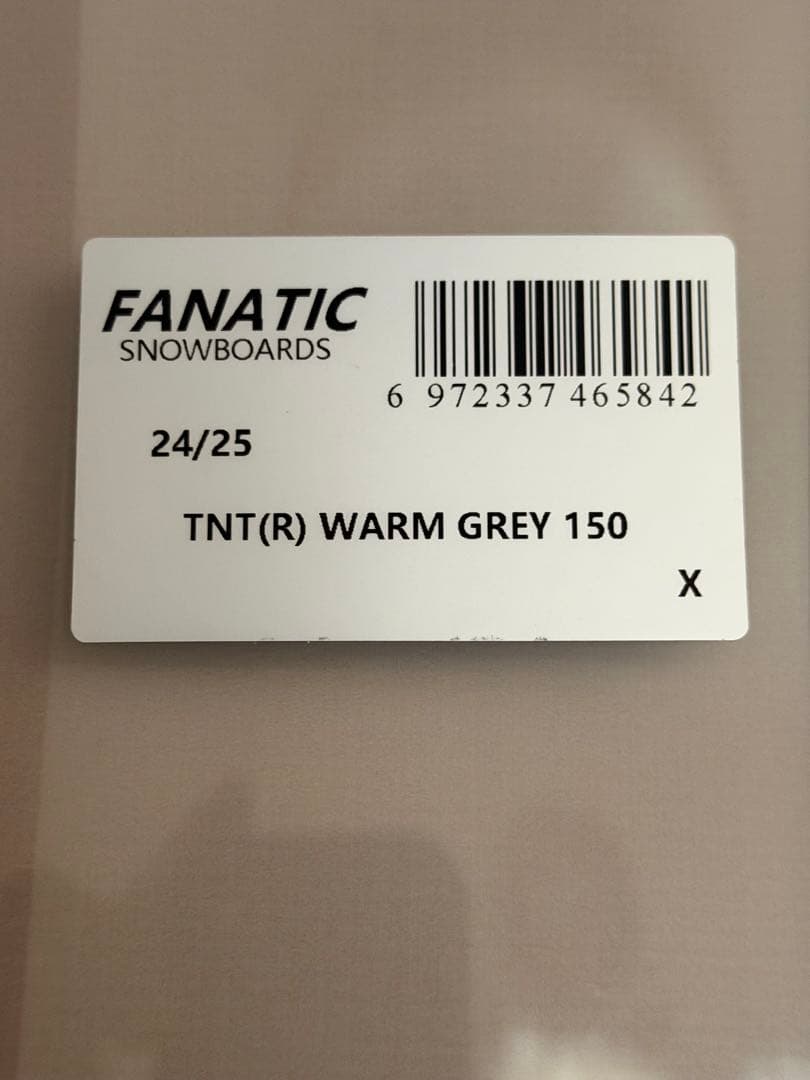 FANATIC
SNOWBOARDS
6 972337 465842
24/25
TNT(R) WARM GREY 150
X